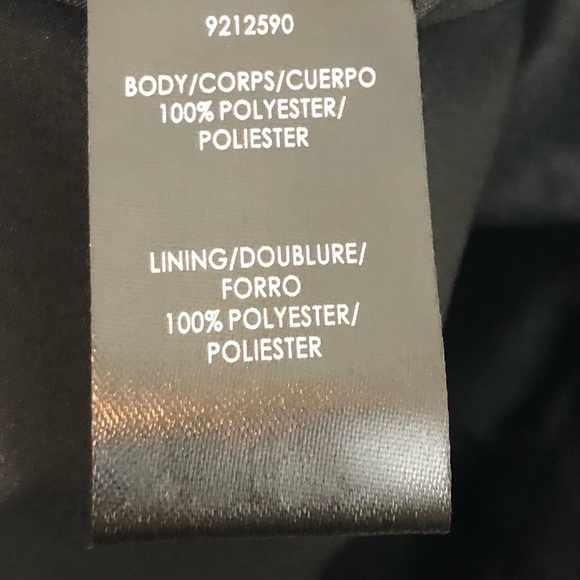 9212590
BODY/CORPS/CUERPO
100% POLYESTER/
POLIESTER
LINING/DOUBLURE/
FORRO
100% POLYESTER/
POLIESTER